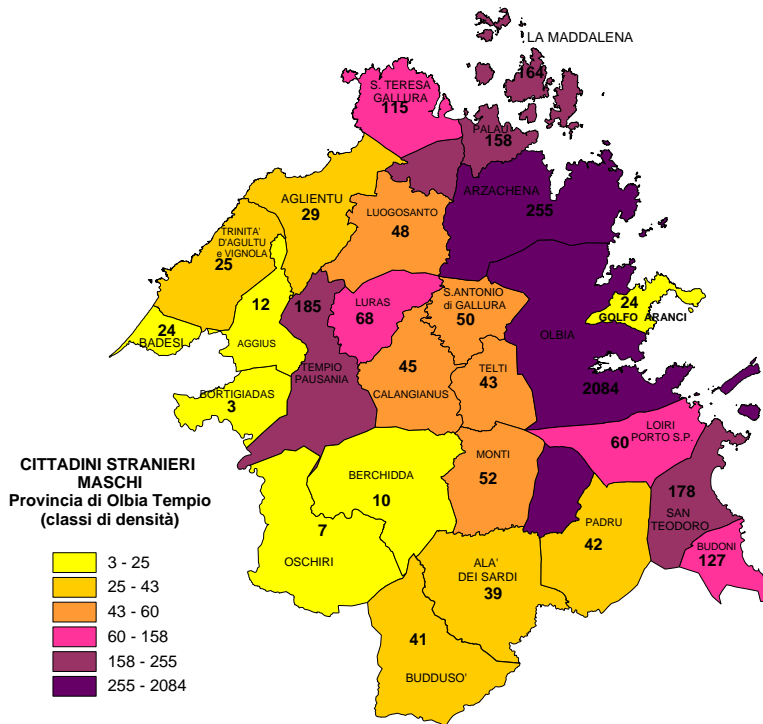 LA MADDALENA
164
S. TERESA
GALLURA
115
PALAU
158
ARZACHENA
255
AGLIENTU
29
LUOGOSANTO
48
TRINITA'
D'AGULTU
e VIGNOLA
25
12
AGGIUS
24
BADESI
185
TEMPIO
PAUSANIA
LURAS
68
S.ANTONIO
di GALLURA
50
OLBIA
2084
24
GOLFO ARANCI
45
CALANGIANUS
TELTI
43
BORTIGIADAS
3
LOIRI
PORTO S.P.
60
BERCHIDDA
10
MONTI
52
178
SAN
TEODORO
PADRU
42
BUDONI
127
7
OSCHIRI
ALA'
DEI SARDI
39
41
BUDDUSO'
CITTADINI STRANIERI
MASCHI
Provincia di Olbia Tempio
(classi di densità)
3 - 25
25 - 43
43 - 60
60 - 158
158 - 255
255 - 2084